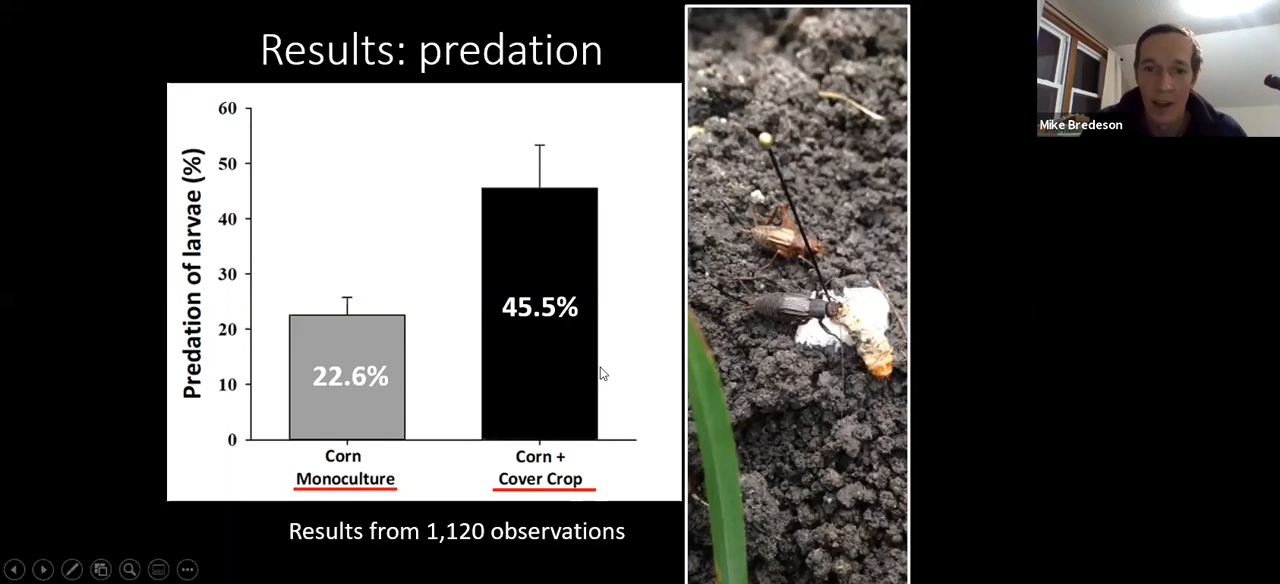 Results: predation
Mike Bredeson
60
50
40
30
20
10
0
Predation of larvae (%)
22.6%
45.5%
Corn
Monoculture
Corn +
Cover Crop
Results from 1,120 observations